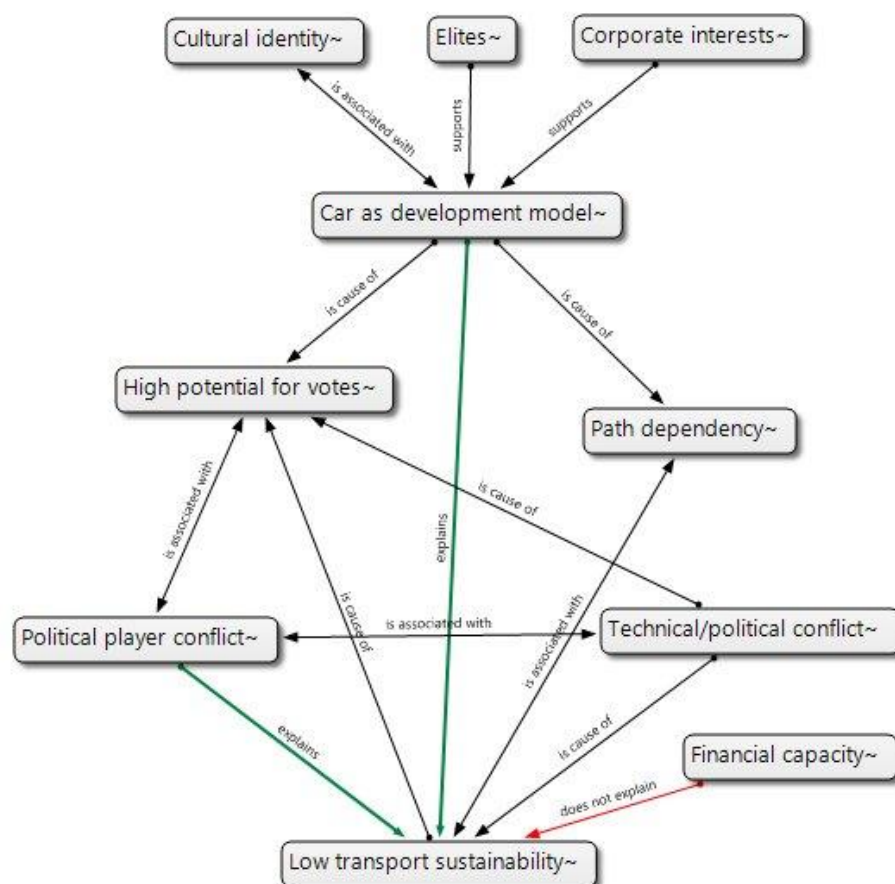 Cultural identity~
Elites~
Corporate interests~
is associated with
supports
supports
Car as development model~
is cause of
is cause of
High potential for votes~
Path dependency~
is associated with
is cause of
explains
is cause of
is associated with
is associated with
Political player conflict~
Technical/political conflict~
explains
is cause of
Financial capacity~
does not explain
Low transport sustainability~